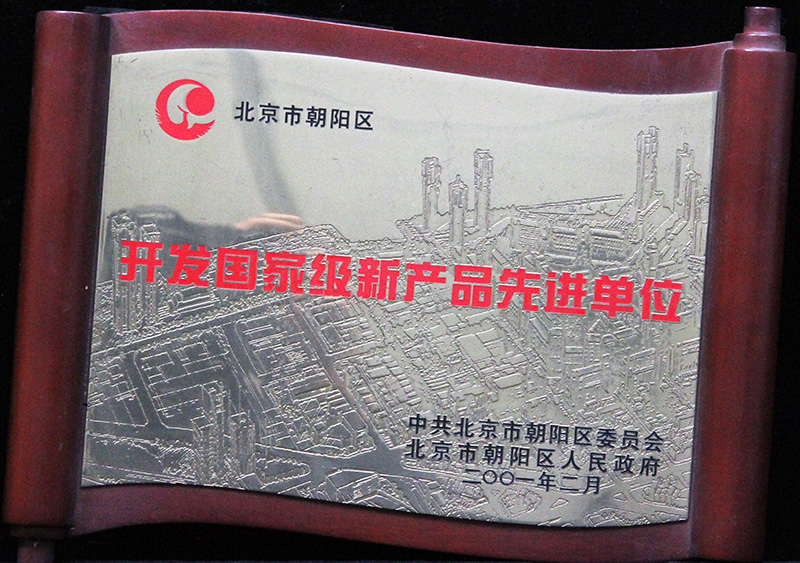 北京市朝阳区
开发国家级新产品先进单位
中共北京市朝阳区委员会
北京市朝阳区人民政府
二〇〇一年二月